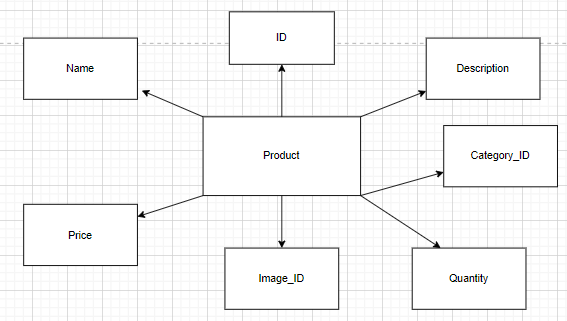 ID
Name
Description
Product
Category_ID
Price
Image_ID
Quantity